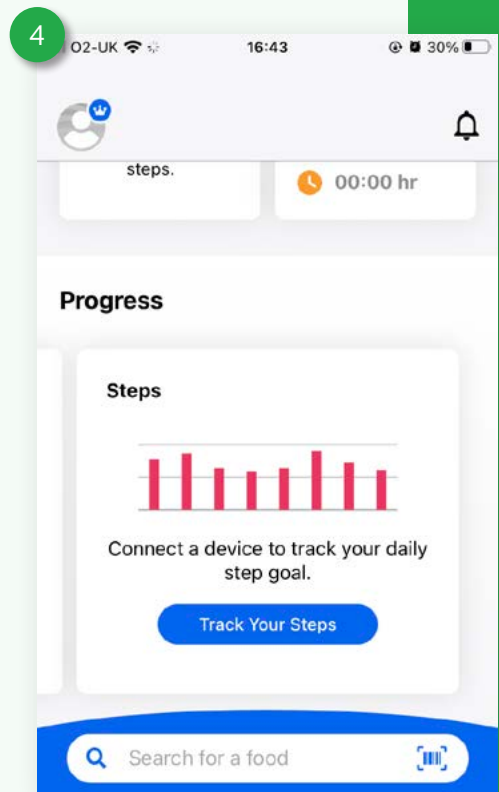 4
O2-UK 16:43 30%
steps.
00:00 hr
Progress
Steps
Connect a device to track your daily
step goal.
Track Your Steps
Search for a food